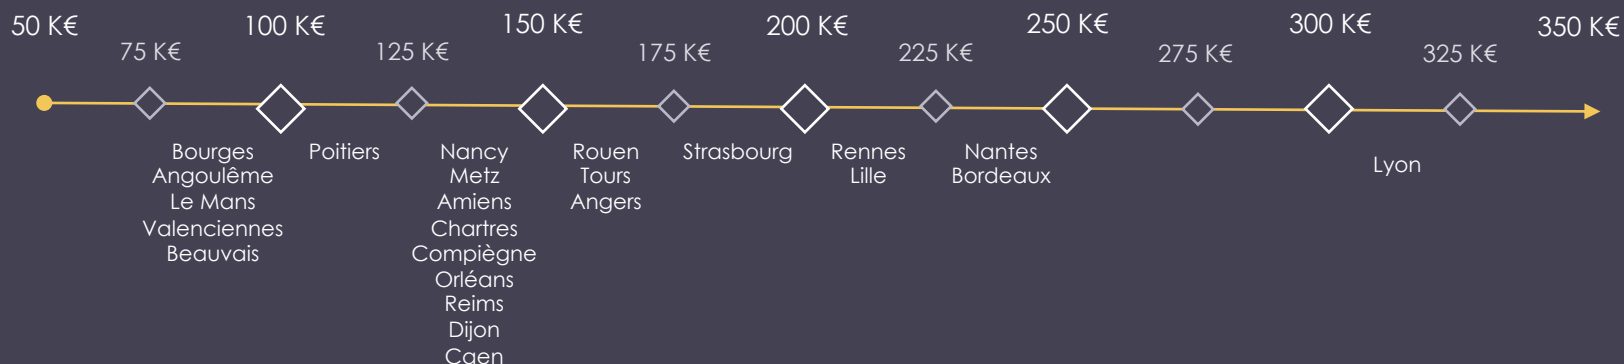 50 K€
100 K€
150 K€
200 K€
250 K€
300 K€
350 K€
75 K€
125 K€
175 K€
225 K€
275 K€
325 K€
Bourges
Angoulême
Le Mans
Valenciennes
Beauvais
Poitiers
Nancy
Metz
Amiens
Chartres
Compiègne
Orléans
Reims
Dijon
Caen
Rouen
Tours
Angers
Strasbourg
Rennes
Lille
Nantes
Bordeaux
Lyon